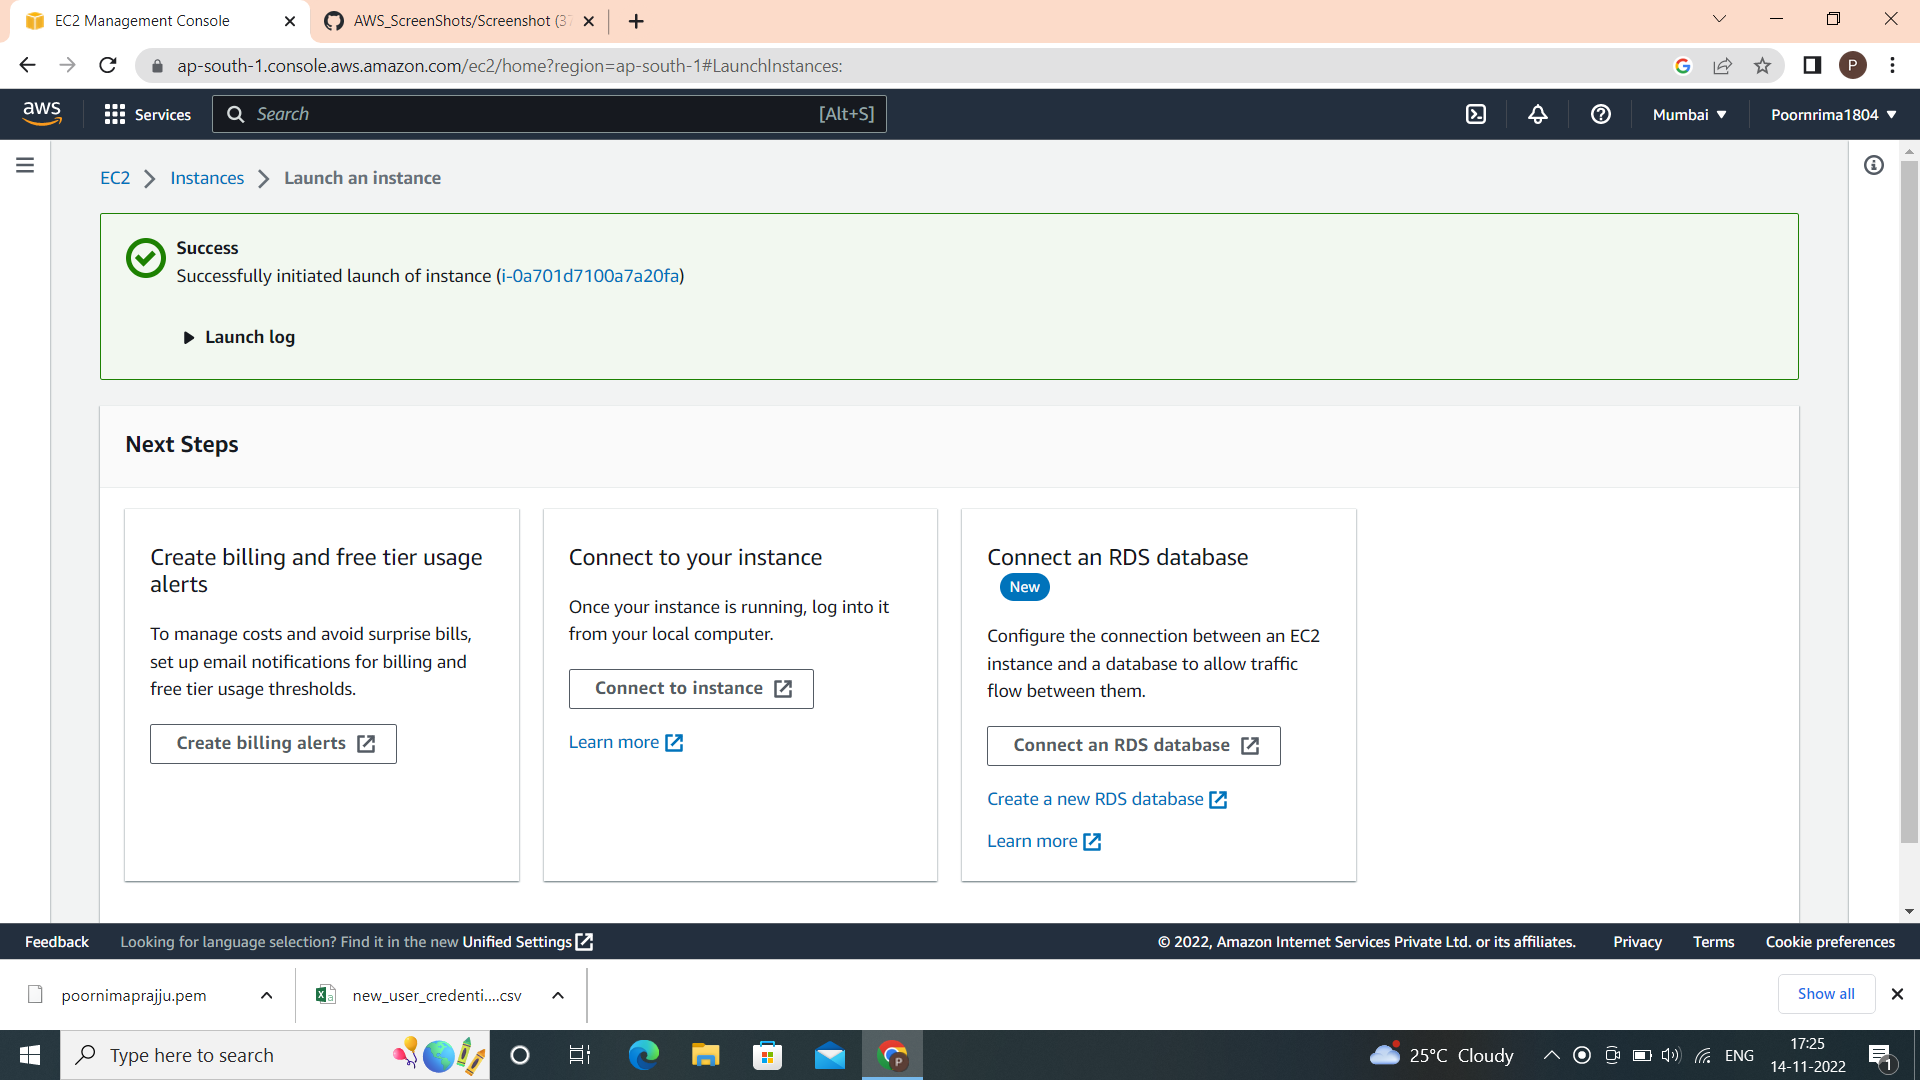 EC2 Management Console
AWS_ScreenShots/Screenshot (37
ap-south-1.console.aws.amazon.com/ec2/home?region=ap-south-1#LaunchInstances:
P
aws
Services
Search
[Alt+S]
Mumbai
Poornrima1804
EC2
Instances
Launch an instance
Success
Successfully initiated launch of instance (i-0a701d7100a7a20fa)
Launch log
Next Steps
Create billing and free tier usage
alerts
To manage costs and avoid surprise bills,
set up email notifications for billing and
free tier usage thresholds.
Create billing alerts
Connect to your instance
Once your instance is running, log into it
from your local computer.
Connect to instance
Learn more
Connect an RDS database
New
Configure the connection between an EC2
instance and a database to allow traffic
flow between them.
Connect an RDS database
Create a new RDS database
Learn more
Feedback
Looking for language selection? Find it in the new Unified Settings
© 2022, Amazon Internet Services Private Ltd. or its affiliates.
Privacy
Terms
Cookie preferences
poornimaprajju.pem
new_user_credenti....csv
Show all
Type here to search
P
25°C Cloudy
ENG
17:25
14-11-2022
1